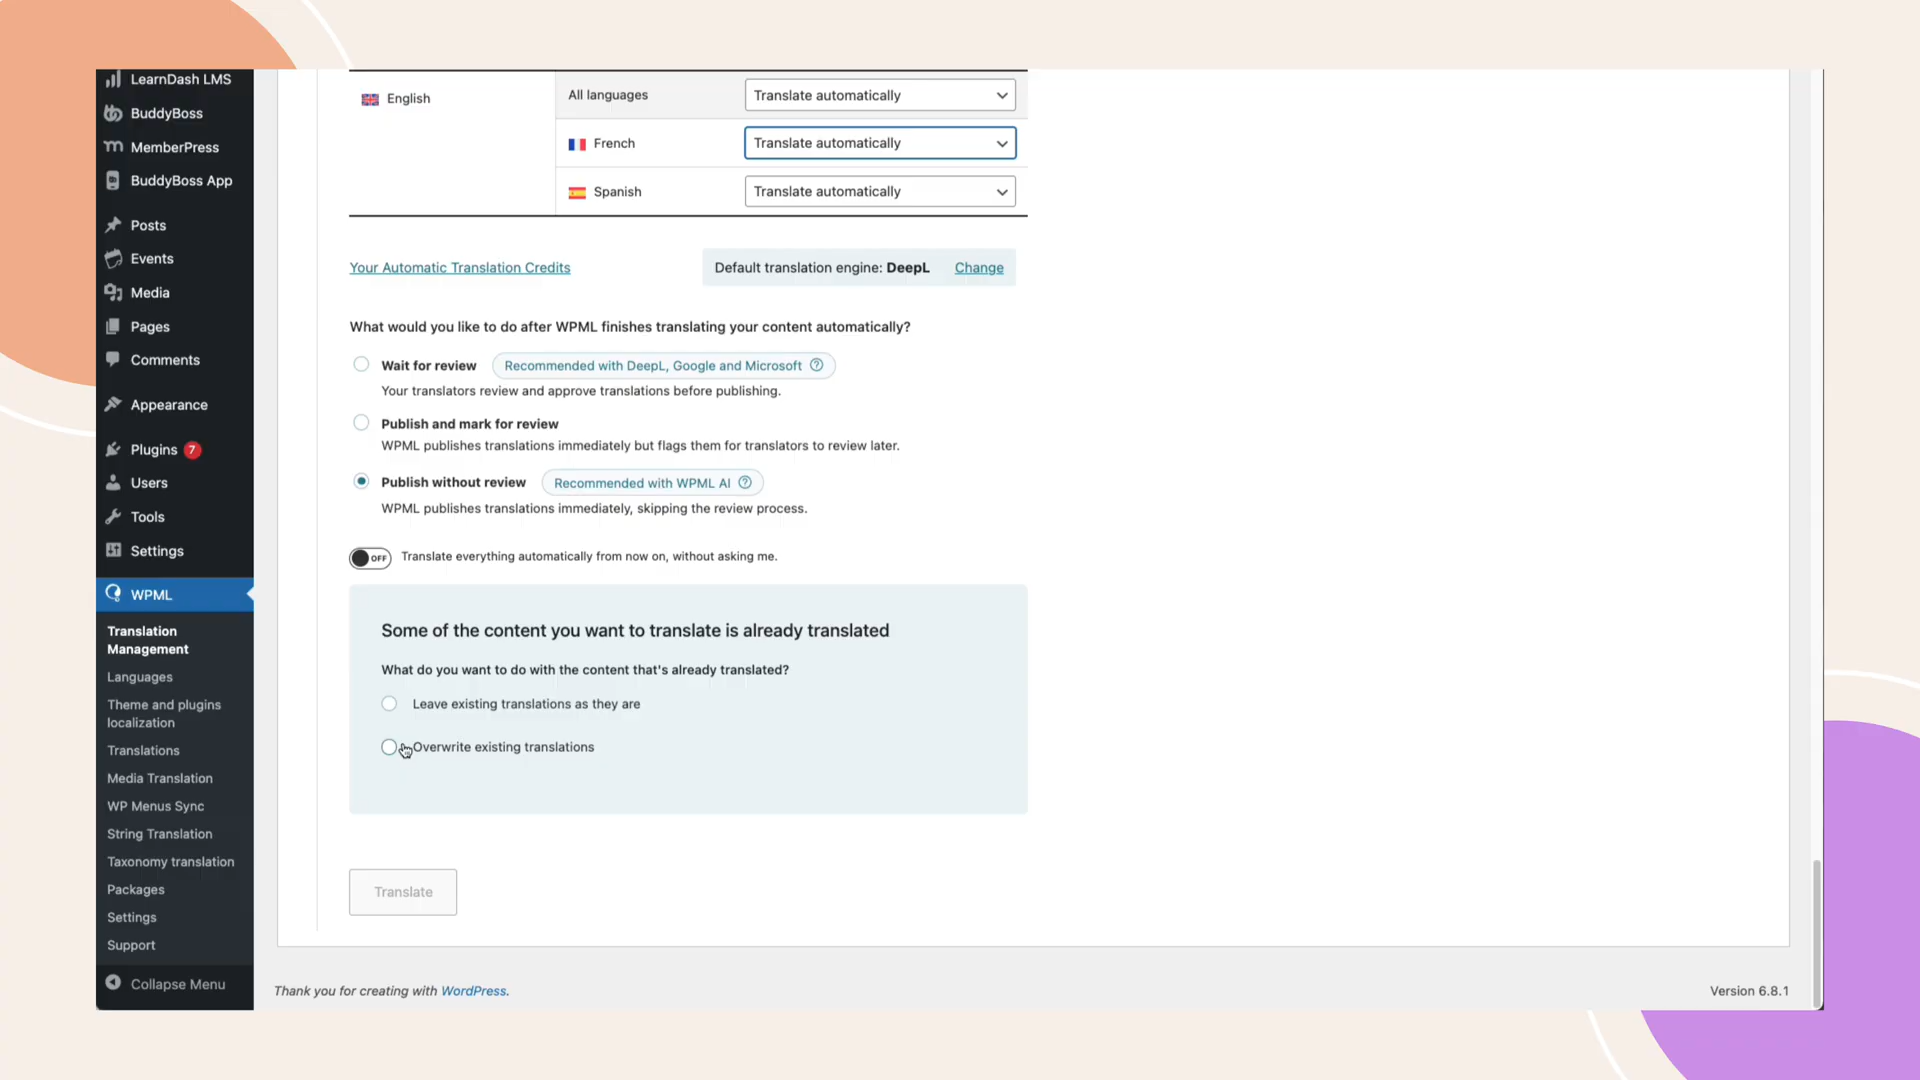 LearnDash LMS
BuddyBoss
MemberPress
BuddyBoss App
Posts
Events
Media
Pages
Comments
Appearance
Plugins 7
Users
Tools
Settings
WPML
Translation
Management
Languages
Theme and plugins
localization
Translations
Media Translation
WP Menus Sync
String Translation
Taxonomy translation
Packages
Settings
Support
Collapse Menu
English
All languages Translate automatically
French Translate automatically
Spanish Translate automatically
Your Automatic Translation Credits Default translation engine: DeepL Change
What would you like to do after WPML finishes translating your content automatically?
Wait for review Recommended with DeepL, Google and Microsoft ?
Your translators review and approve translations before publishing.
Publish and mark for review
WPML publishes translations immediately but flags them for translators to review later.
Publish without review Recommended with WPML AI ?
WPML publishes translations immediately, skipping the review process.
OFF Translate everything automatically from now on, without asking me.
Some of the content you want to translate is already translated
What do you want to do with the content that's already translated?
Leave existing translations as they are
Overwrite existing translations
Translate
Thank you for creating with WordPress. Version 6.8.1